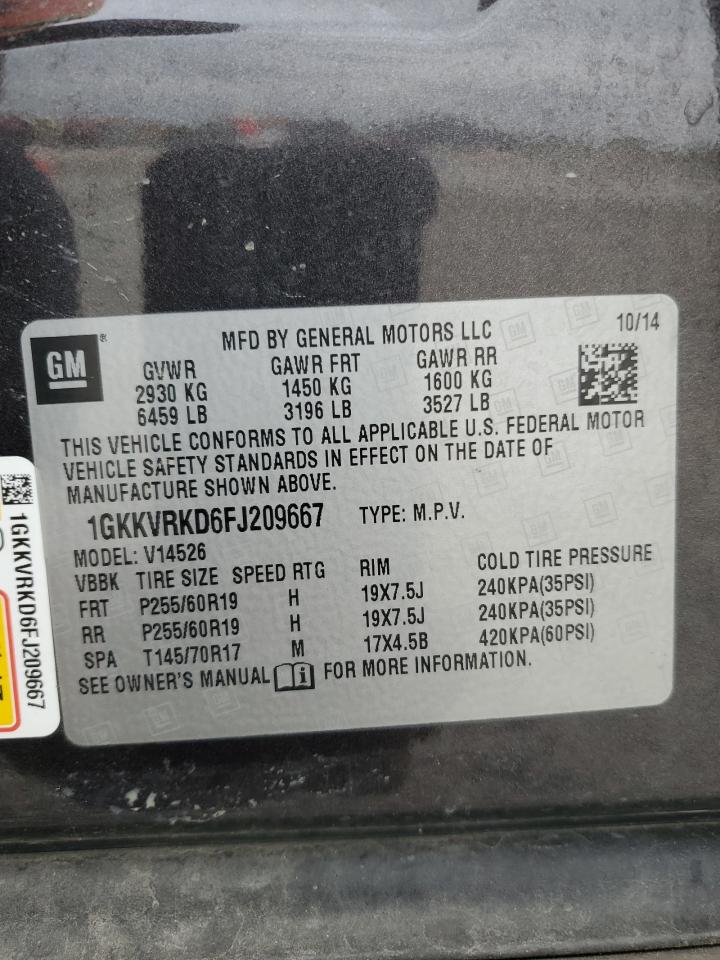 MFD BY GENERAL MOTORS LLC 10/14
GM ®
GVWR GAWR FRT GAWR RR
2930 KG 1450 KG 1600 KG
6459 LB 3196 LB 3527 LB
THIS VEHICLE CONFORMS TO ALL APPLICABLE U.S. FEDERAL MOTOR
VEHICLE SAFETY STANDARDS IN EFFECT ON THE DATE OF
MANUFACTURE SHOWN ABOVE.
1GKKVRKD6FJ209667 TYPE: M.P.V.
MODEL: V14526
VBBK TIRE SIZE SPEED RTG RIM COLD TIRE PRESSURE
FRT P255/60R19 H 19X7.5J 240KPA(35PSI)
RR P255/60R19 H 19X7.5J 240KPA(35PSI)
SPA T145/70R17 M 17X4.5B 420KPA(60PSI)
SEE OWNER'S MANUAL FOR MORE INFORMATION.
1GKKVRKD6FJ209667